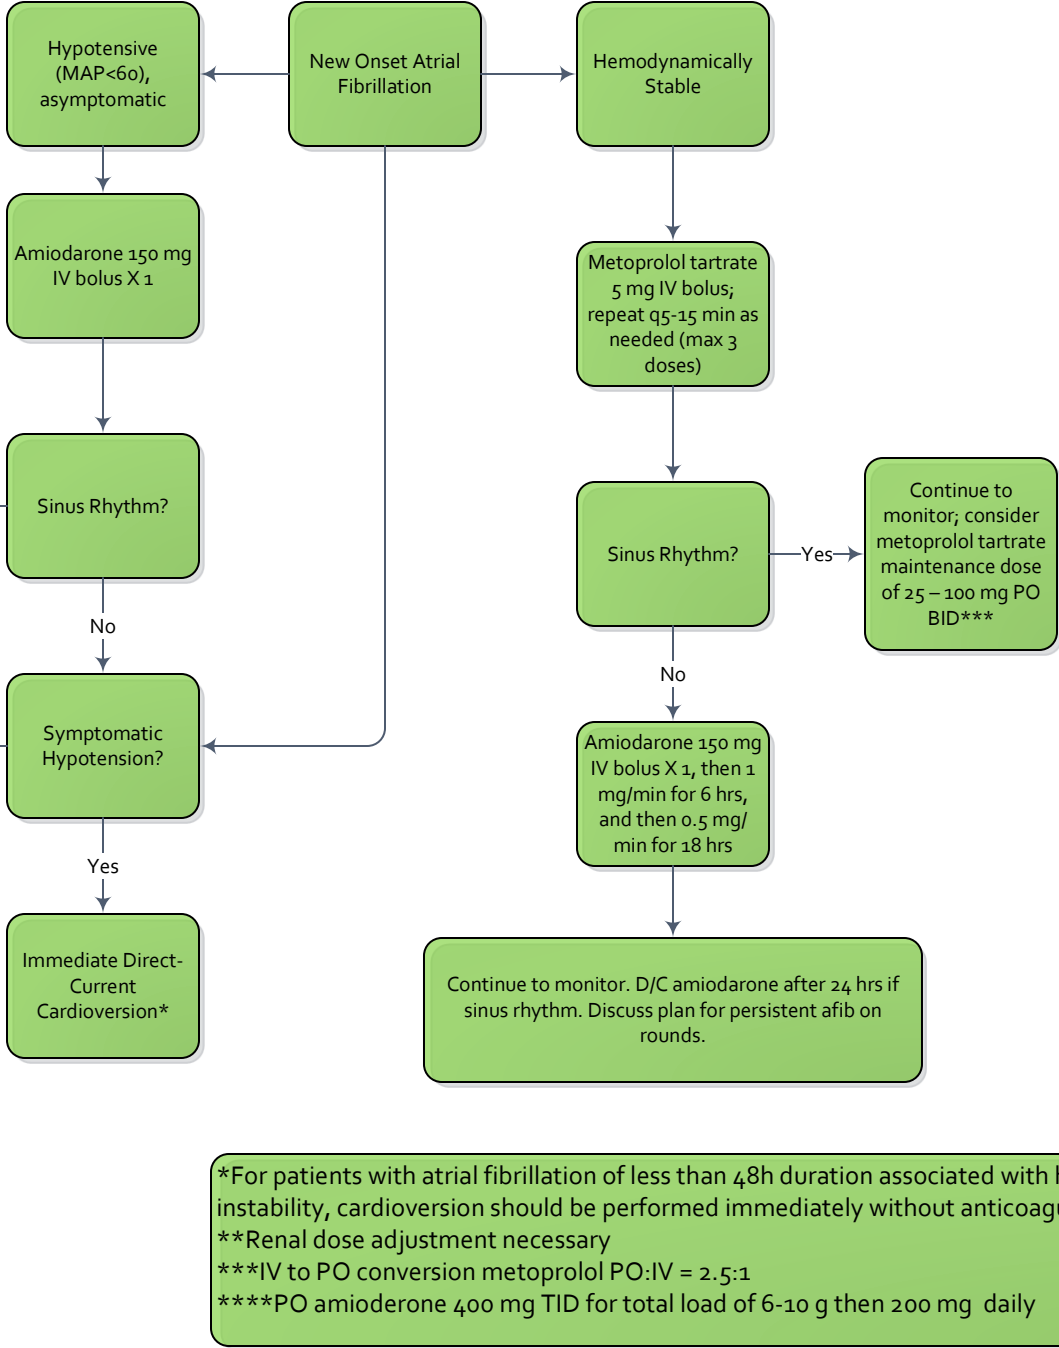 Hypotensive
(MAP<60),
asymptomatic
New Onset Atrial
Fibrillation
Hemodynamically
Stable
Amiodarone 150 mg
IV bolus X 1
Metoprolol tartrate
5 mg IV bolus;
repeat q5-15 min as
needed (max 3
doses)
Sinus Rhythm?
Sinus Rhythm?
Yes
Continue to
monitor; consider
metoprolol tartrate
maintenance dose
of 25 – 100 mg PO
BID***
No
No
Symptomatic
Hypotension?
Amiodarone 150 mg
IV bolus X 1, then 1
mg/min for 6 hrs,
and then 0.5 mg/
min for 18 hrs
Yes
Immediate Direct-
Current
Cardioversion*
Continue to monitor. D/C amiodarone after 24 hrs if
sinus rhythm. Discuss plan for persistent afib on
rounds.
*For patients with atrial fibrillation of less than 48h duration associated with
instability, cardioversion should be performed immediately without
**Renal dose adjustment necessary
***IV to PO conversion metoprolol PO:IV = 2.5:1
****PO amioderone 400 mg TID for total load of 6-10 g then 200 mg daily